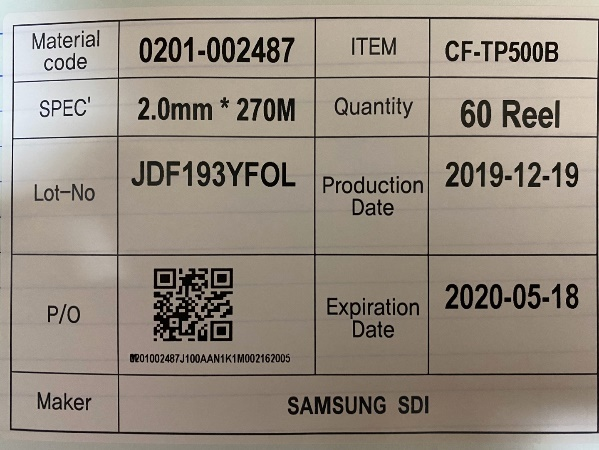 Material code 0201-002487 ITEM CF-TP500B
SPEC' 2.0mm * 270M Quantity 60 Reel
Lot-No JDF193YFOL Production Date 2019-12-19
P/O Expiration Date 2020-05-18
0201002487J100AAN1K1M002162005
Maker SAMSUNG SDI